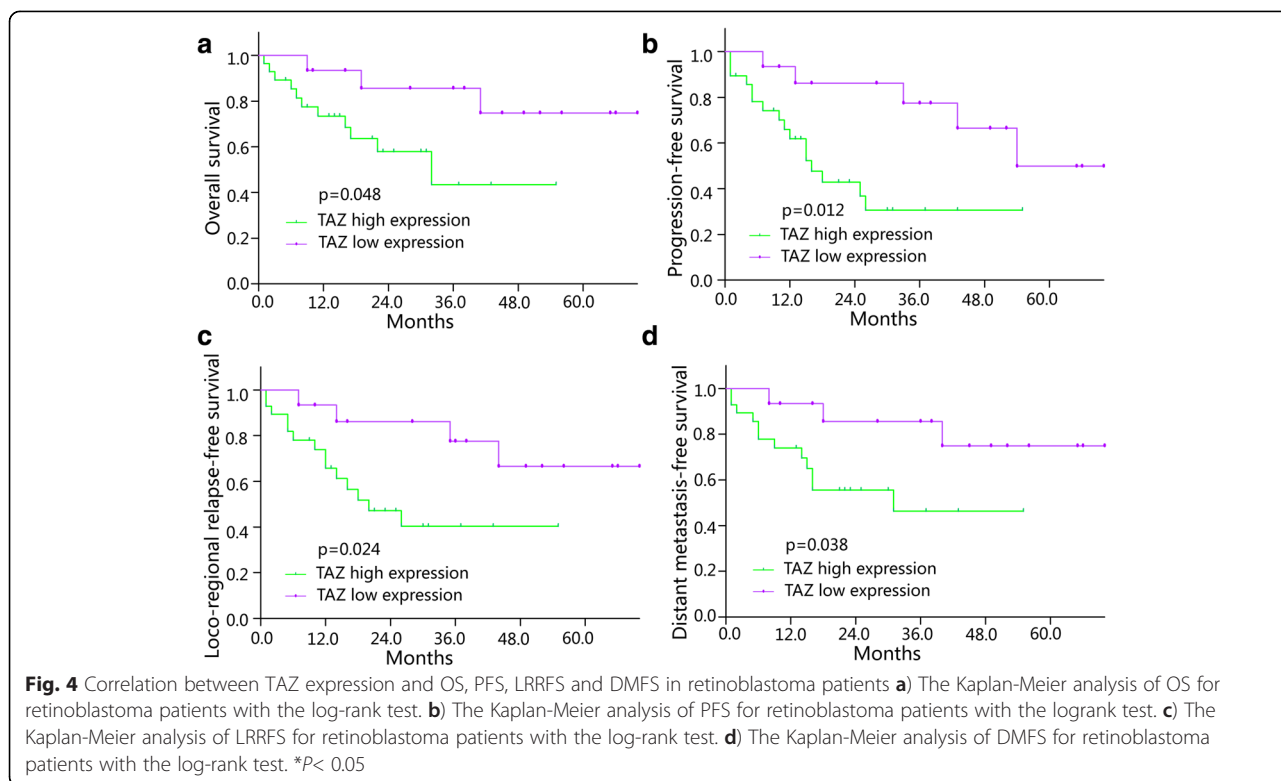 a
Overall survival
1.0
0.8
0.6
0.4
0.2
0.0
p=0.048
TAZ high expression
TAZ low expression
0.0 12.0 24.0 36.0 48.0 60.0
Months
b
Progression-free survival
1.0
0.8
0.6
0.4
0.2
0.0
p=0.012
TAZ high expression
TAZ low expression
0.0 12.0 24.0 36.0 48.0 60.0
Months
c
Loco-regional relapse-free survival
1.0
0.8
0.6
0.4
0.2
0.0
p=0.024
TAZ high expression
TAZ low expression
0.0 12.0 24.0 36.0 48.0 60.0
Months
d
Distant metastasis-free survival
1.0
0.8
0.6
0.4
0.2
0.0
p=0.038
TAZ high expression
TAZ low expression
0.0 12.0 24.0 36.0 48.0 60.0
Months
Fig. 4 Correlation between TAZ expression and OS, PFS, LRRFS and DMFS in retinoblastoma patients a) The Kaplan-Meier analysis of OS for
retinoblastoma patients with the log-rank test. b) The Kaplan-Meier analysis of PFS for retinoblastoma patients with the logrank test. c) The
Kaplan-Meier analysis of LRRFS for retinoblastoma patients with the log-rank test. d) The Kaplan-Meier analysis of DMFS for retinoblastoma
patients with the log-rank test. *P< 0.05